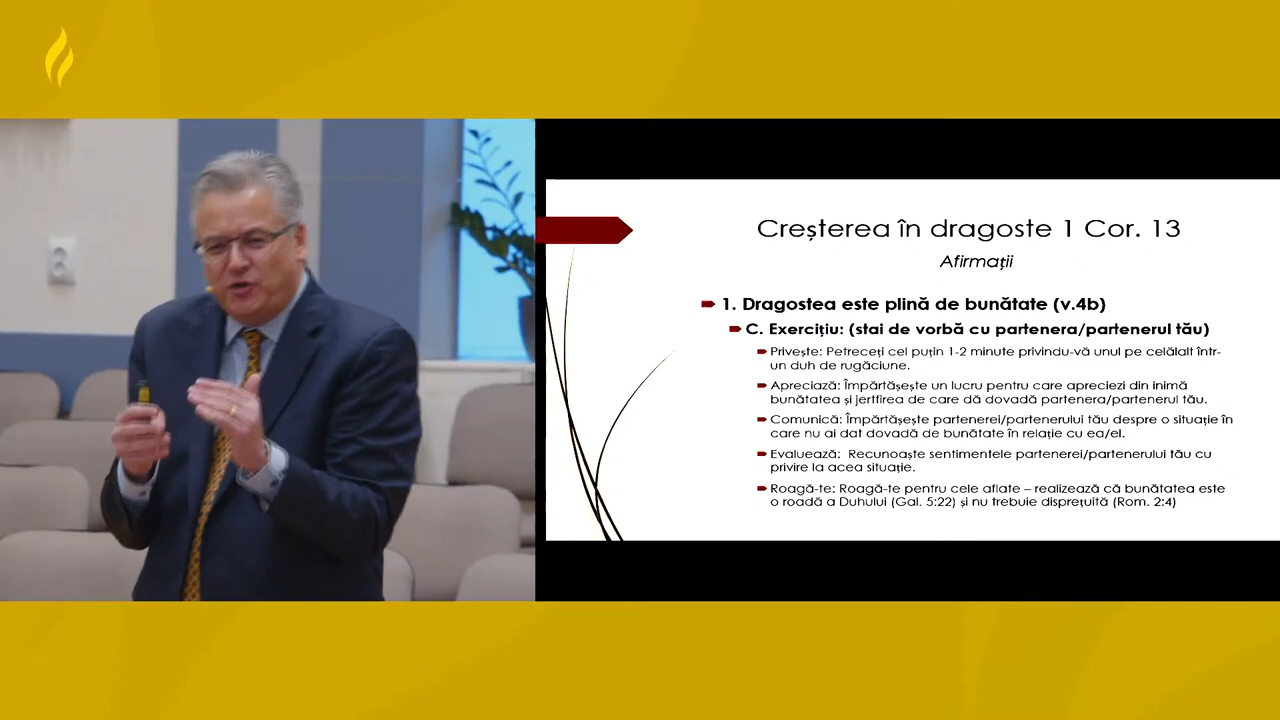 Creșterea în dragoste 1 Cor. 13
Afirmații
1. Dragostea este plină de bunătate (v.4b)
C. Exercițiu: (stai de vorbă cu partenera/partenerul tău)
Privește: Petreceți cel puțin 1-2 minute privindu-vă unul pe celălalt într-
un duh de rugăciune.
Apreciază: Împărtășește un lucru pentru care apreciezi din inimă
bunătatea și jertfirea de care dă dovadă partenera/partenerul tău.
Comunică: Împărtășește partenerei/partenerului tău despre o situație în
care nu ai dat dovadă de bunătate în relație cu ea/el.
Evaluează: Recunoaște sentimentele partenerei/partenerului tău cu
privire la acea situație.
Roagă-te: Roagă-te pentru cele aflate – realizează că bunătatea este
o roadă a Duhului (Gal. 5:22) și nu trebuie disprețuită (Rom. 2:4)